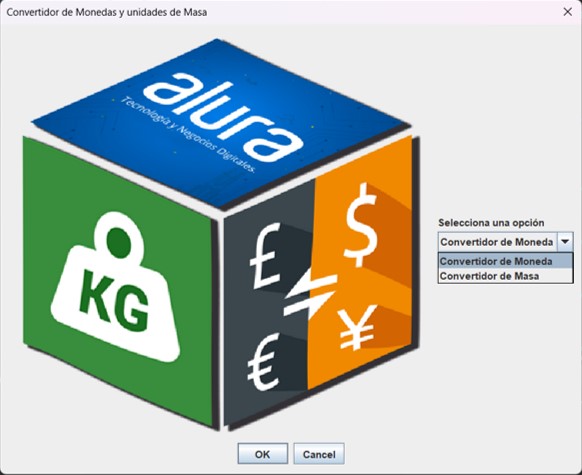 Convertidor de Monedas y unidades de Masa
alura
Tecnología y Negocios Digitales.
KG
£
$
€
¥
Selecciona una opción
Convertidor de Moneda
Convertidor de Moneda
Convertidor de Masa
OK
Cancel